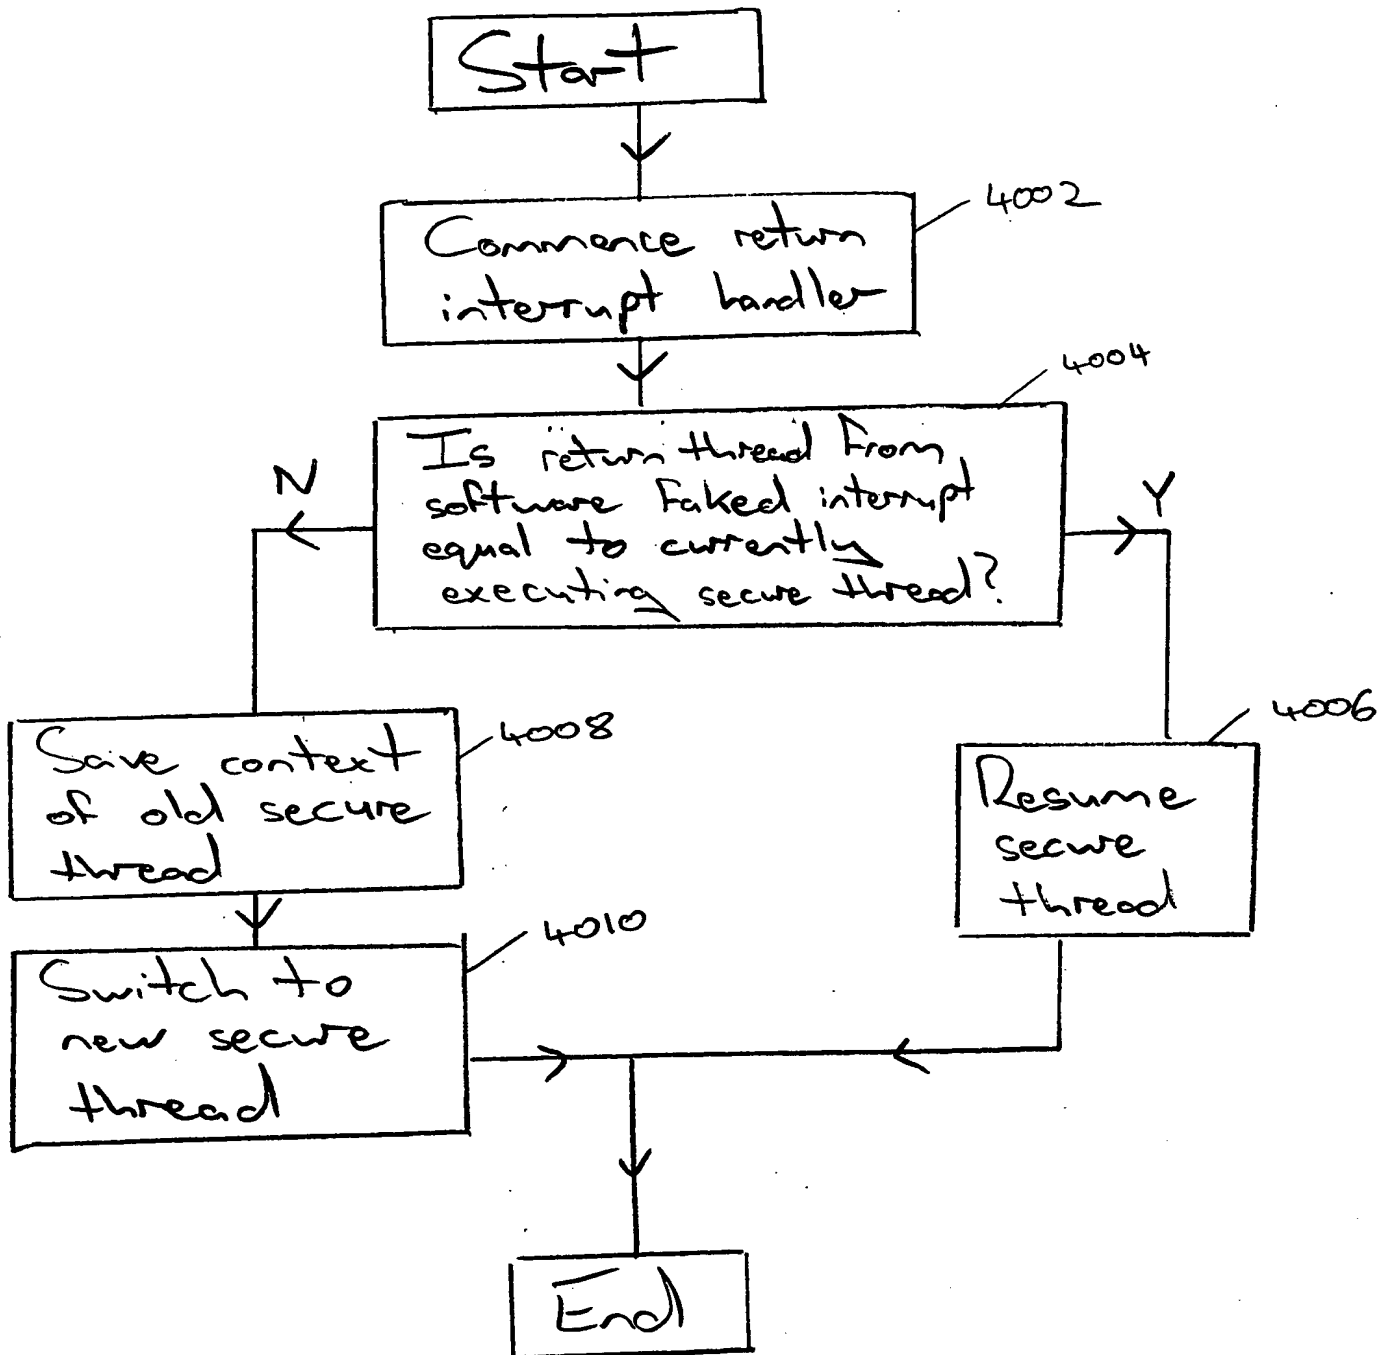 Start
4002
Commence return
interrupt handler
4004
Is return thread from
software faked interrupt
equal to currently
executing secure thread?
N
Y
4008
Save context
of old secure
thread
4006
Resume
secure
thread
4010
Switch to
new secure
thread
End